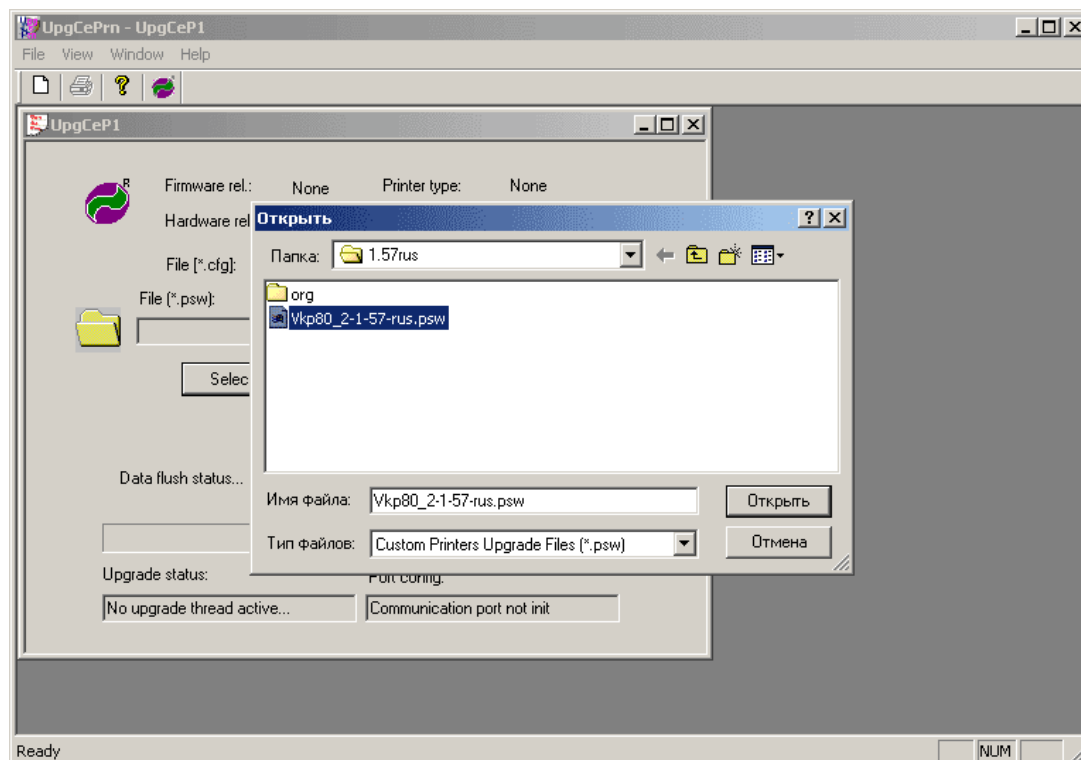 UpgCePrn - UpgCeP1
File View Window Help
UpgCeP1
R
Firmware rel.: None Printer type: None
Hardware rel
Открыть
Папка: 1.57rus
File (*.cfg):
org
File (*.psw):
Vkp80_2-1-57-rus.psw
Selec
Data flush status...
Имя файла: Vkp80_2-1-57-rus.psw Открыть
Тип файлов: Custom Printers Upgrade Files (*.psw) Отмена
Upgrade status: Port config:
No upgrade thread active... Communication port not init
Ready NUM